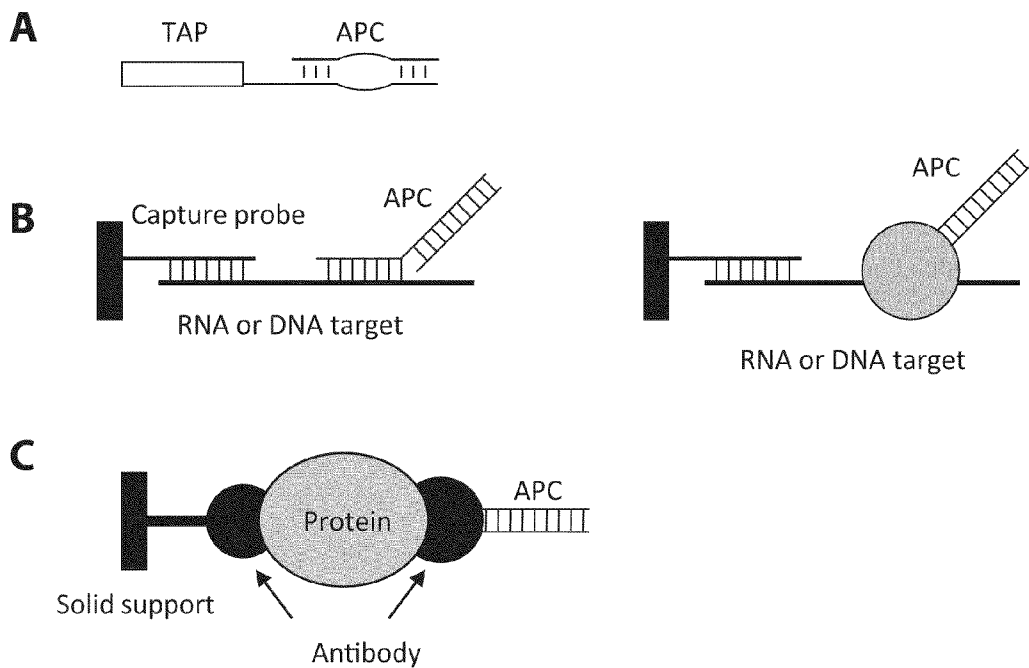 A
TAP
APC
B
Capture probe
APC
RNA or DNA target
APC
RNA or DNA target
C
Protein
APC
Solid support
Antibody